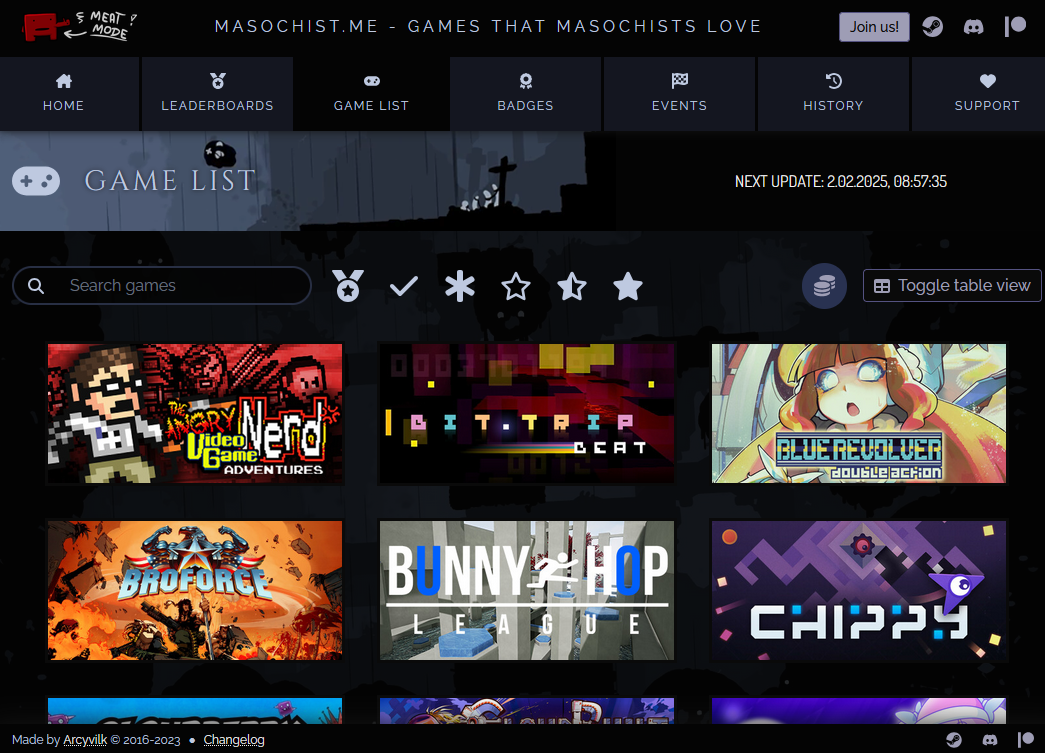 MEAT
MODE
MASOCHIST.ME - GAMES THAT MASOCHISTS LOVE
Join us!
HOME
LEADERBOARDS
GAME LIST
BADGES
EVENTS
HISTORY
SUPPORT
GAME LIST
NEXT UPDATE: 2.02.2025, 08:57:35
Search games
Toggle table view
THE
ANGRY
Video
Game
Nerd
ADVENTURES
BIT.TRIP
BEAT
BLUE REVOLVER
double action
BROFORCE
BUNNY HOP
LEAGUE
CHIPPY
Made by Arcyvilk © 2016-2023 • Changelog